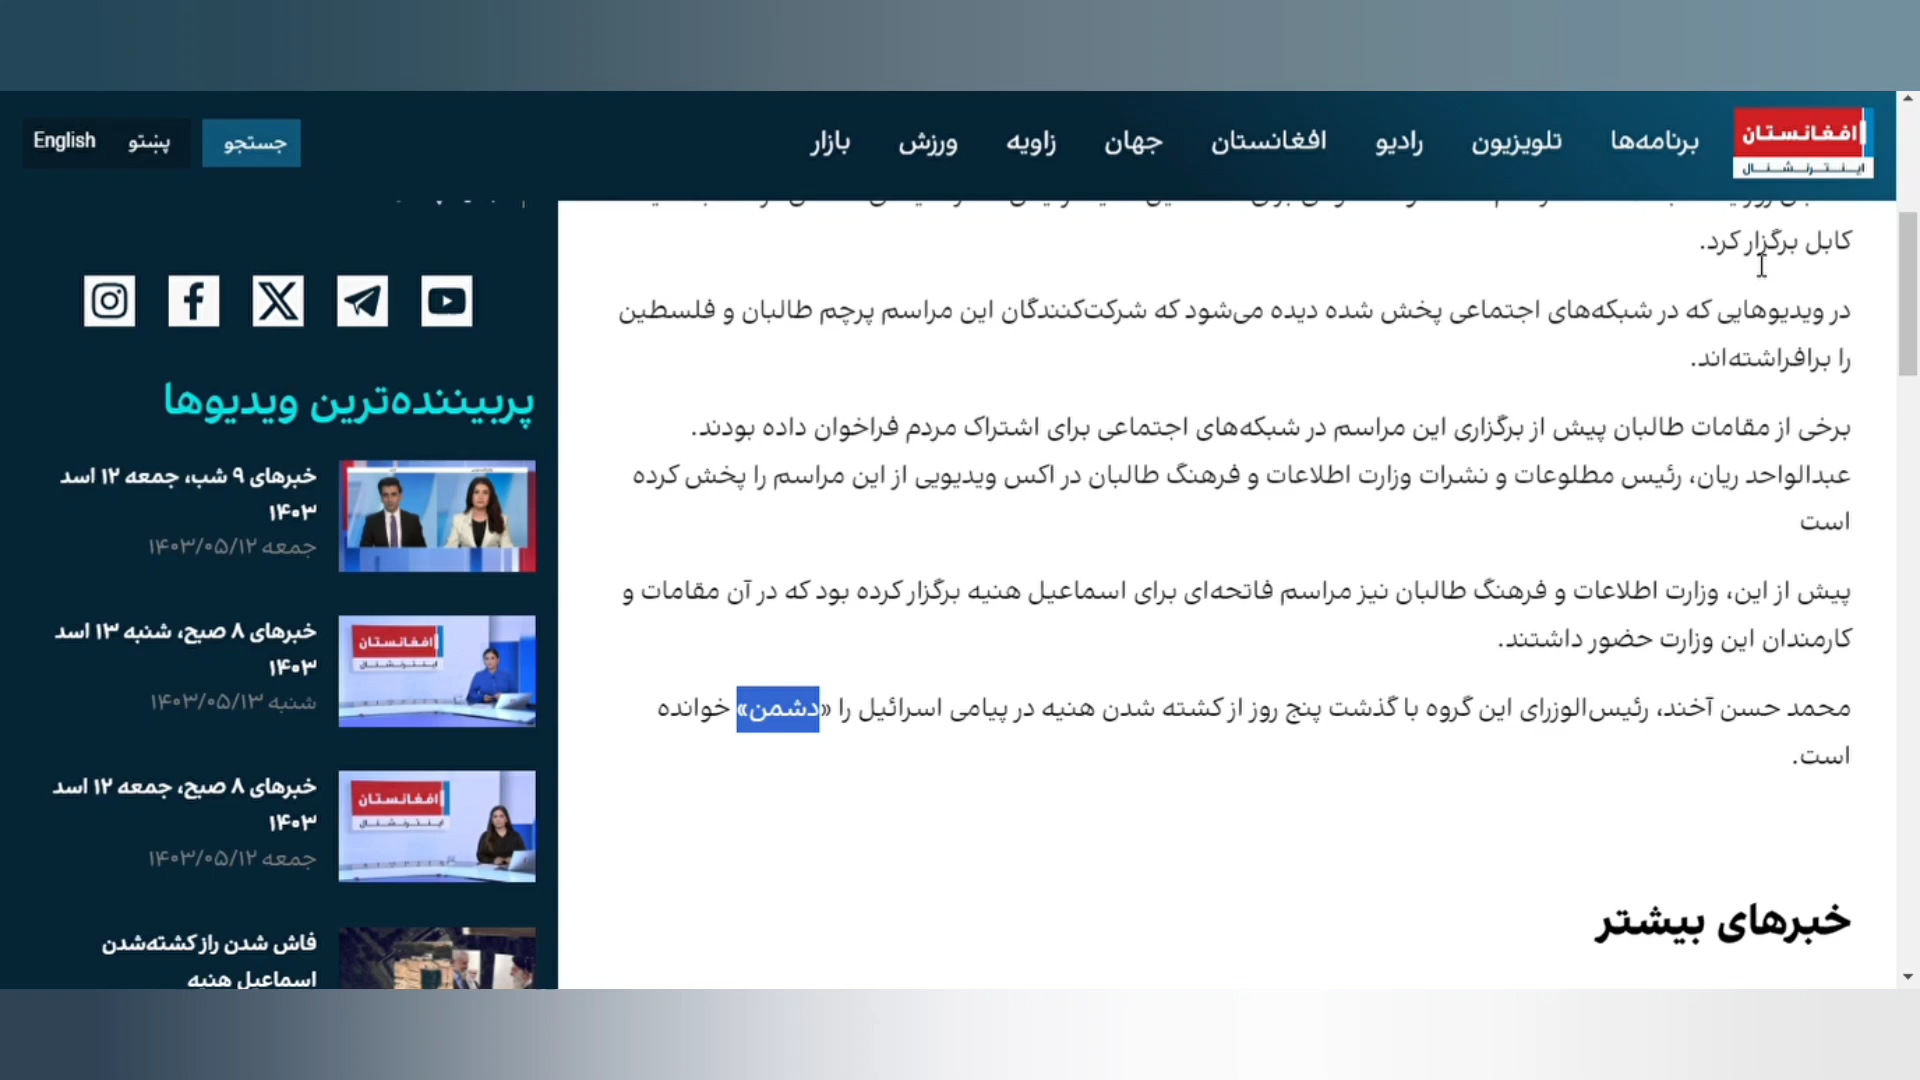 افغانستان
اینترنشنال
برنامه‌ها
تلویزیون
رادیو
افغانستان
جهان
زاویه
ورزش
بازار
جستجو
پښتو
English
کابل برگزار کرد.
در ویدیوهایی که در شبکه‌های اجتماعی پخش شده دیده می‌شود که شرکت‌کنندگان این مراسم پرچم طالبان و فلسطین
را برافراشته‌اند.
برخی از مقامات طالبان پیش از برگزاری این مراسم در شبکه‌های اجتماعی برای اشتراک مردم فراخوان داده بودند.
عبدالواحد ریان، رئیس مطلوعات و نشرات وزارت اطلاعات و فرهنگ طالبان در اکس ویدیویی از این مراسم را پخش کرده
است
پیش از این، وزارت اطلاعات و فرهنگ طالبان نیز مراسم فاتحه‌ای برای اسماعیل هنیه برگزار کرده بود که در آن مقامات و
کارمندان این وزارت حضور داشتند.
محمد حسن آخند، رئیس‌الوزرای این گروه با گذشت پنج روز از کشته شدن هنیه در پیامی اسرائیل را «دشمن» خوانده
است.
خبرهای بیشتر
پربیننده‌ترین ویدیوها
خبرهای ۹ شب، جمعه ۱۲ اسد
۱۴۰۳
جمعه ۱۴۰۳/۰۵/۱۲
خبرهای ۸ صبح، شنبه ۱۳ اسد
۱۴۰۳
شنبه ۱۴۰۳/۰۵/۱۳
افغانستان
اینترنشنال
خبرهای ۸ صبح، جمعه ۱۲ اسد
۱۴۰۳
جمعه ۱۴۰۳/۰۵/۱۲
افغانستان
اینترنشنال
فاش شدن راز کشته‌شدن
اسماعیل هنیه